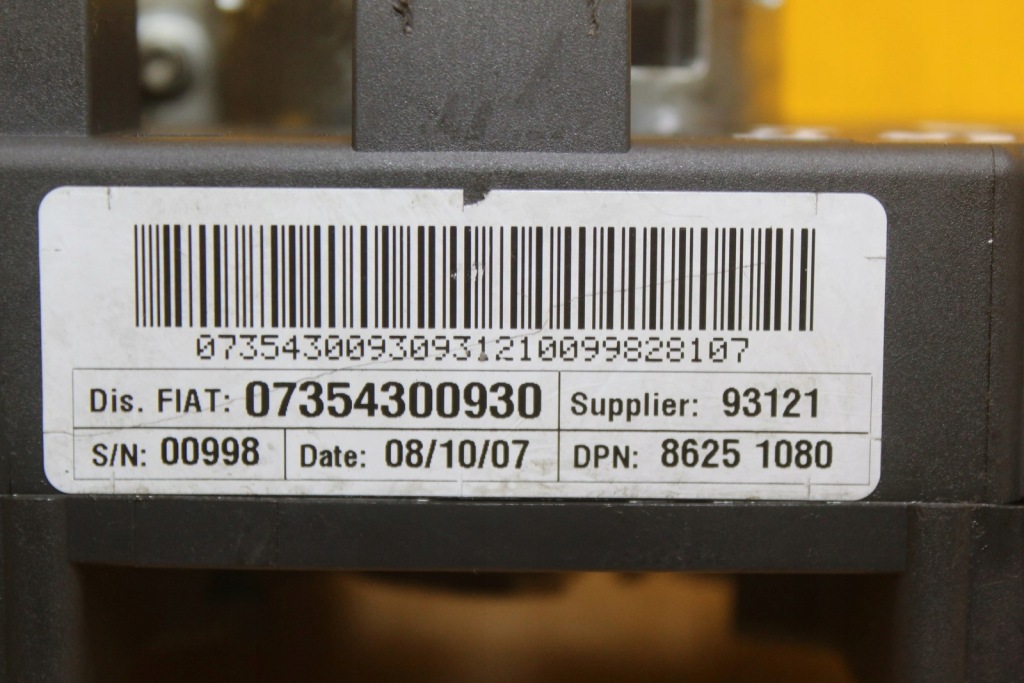 07354300930931210099828107
Dis. FIAT: 07354300930 Supplier: 93121
S/N: 00998 Date: 08/10/07 DPN: 8625 1080